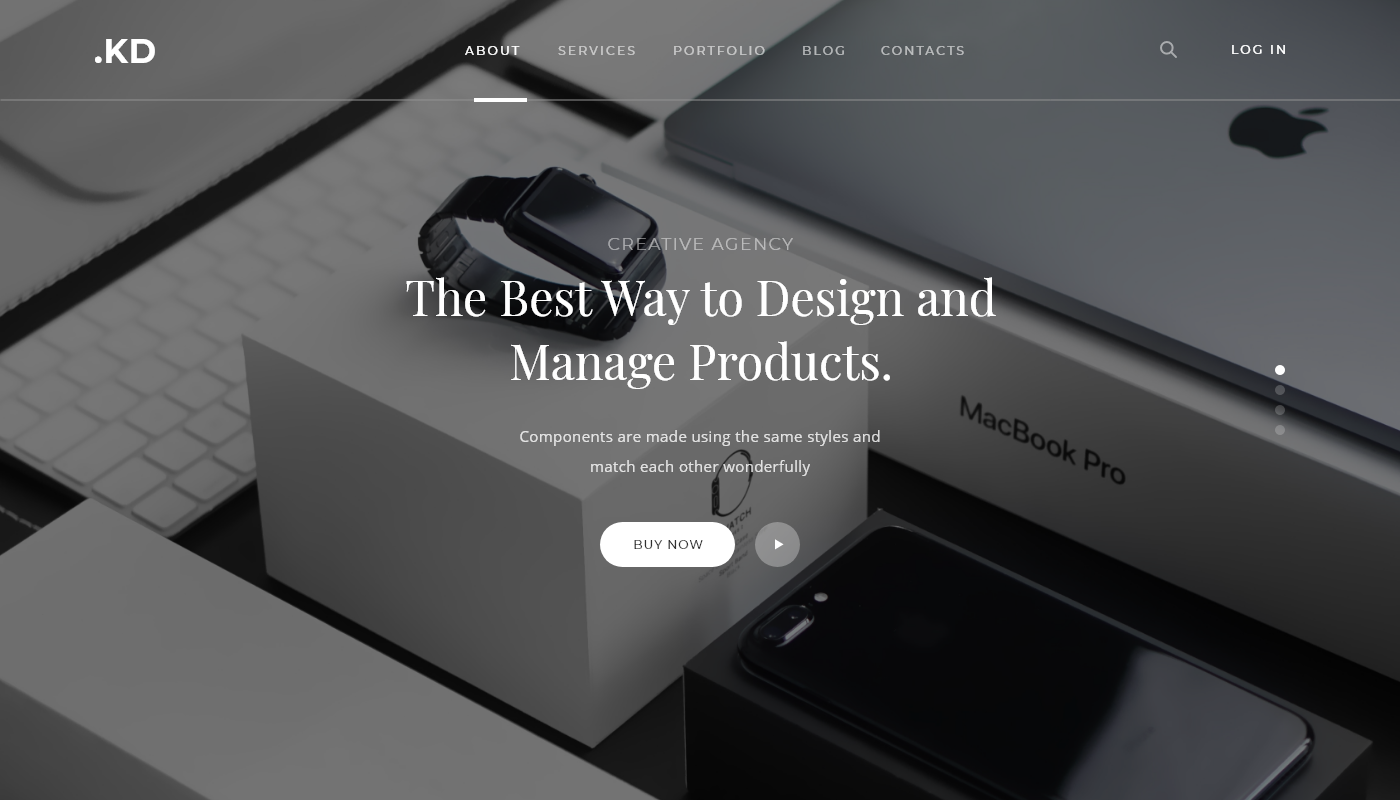 .KD
ABOUT SERVICES PORTFOLIO BLOG CONTACTS LOG IN
CREATIVE AGENCY
The Best Way to Design and
Manage Products.
MacBook Pro
Components are made using the same styles and
match each other wonderfully
BUY NOW